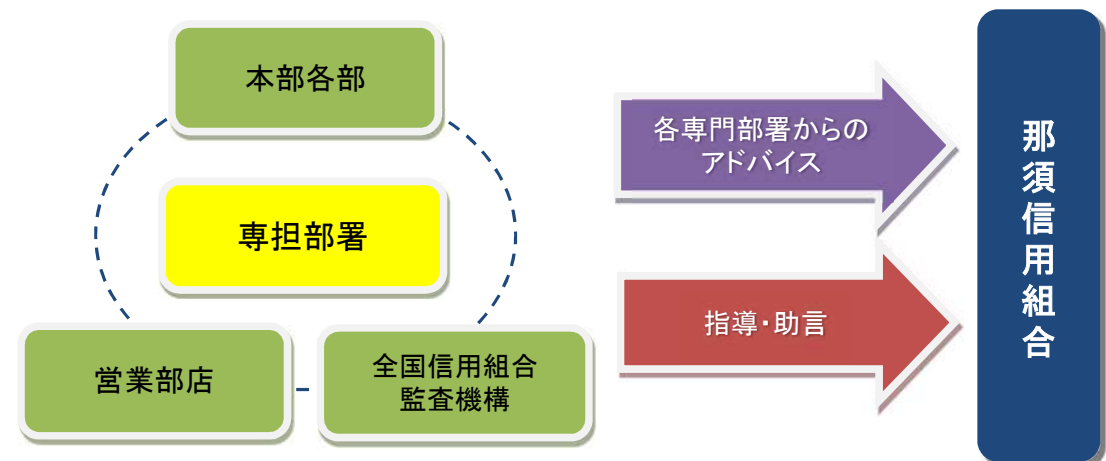 本部各部
専担部署
営業部店
全国信用組合
監査機構
各専門部署からの
アドバイス
指導・助言
那須信用組合